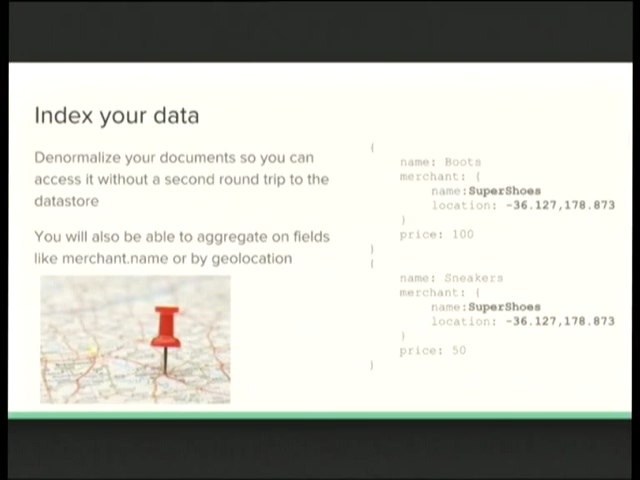 Index your data
Denormalize your documents so you can
access it without a second round trip to the
datastore
You will also be able to aggregate on fields
like merchant.name or by geolocation
{
name: Boots
merchant: {
name:SuperShoes
location: -36.127,178.873
}
price: 100
}
{
name: Sneakers
merchant: {
name:SuperShoes
location: -36.127,178.873
}
price: 50
}